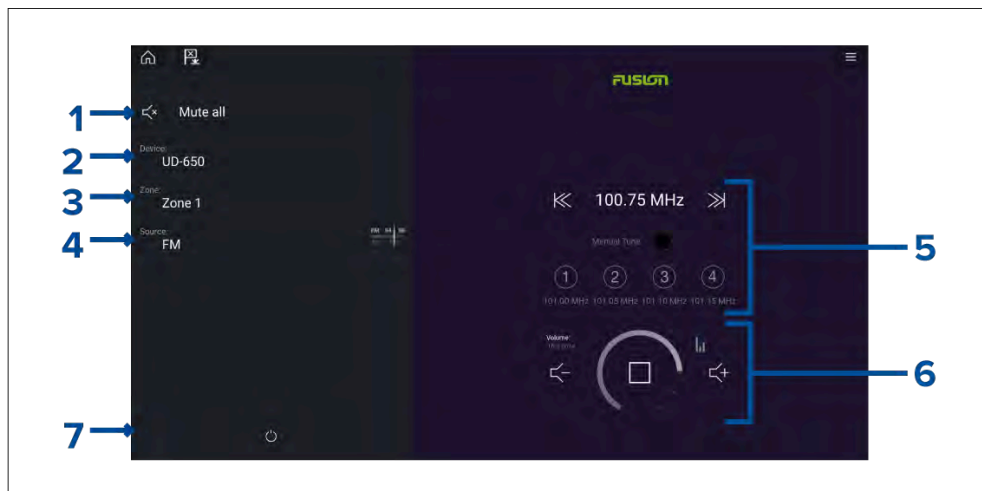 FUSION
1
Mute all
Device:
2
UD-650
Zone:
3
Zone 1
Source:
4
FM
100.75 MHz
5
Manual Tune
1 2 3 4
101.00 MHz 101.05 MHz 101.10 MHz 101.15 MHz
Volume:
6
7